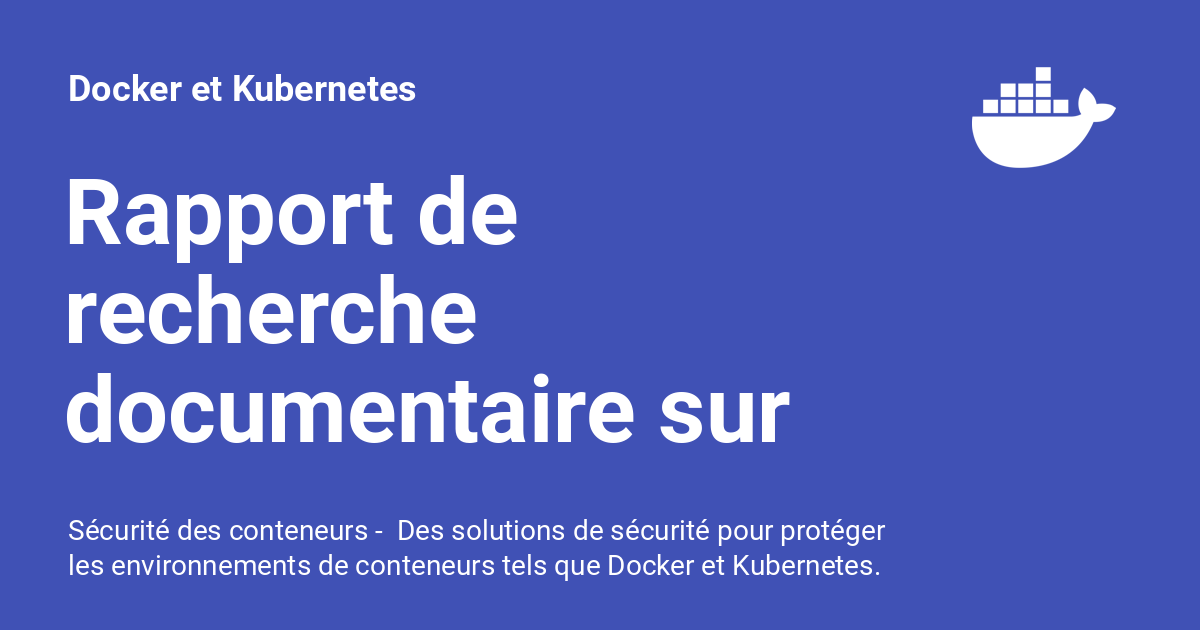 Docker et Kubernetes
Rapport de
recherche
documentaire sur
Sécurité des conteneurs -  Des solutions de sécurité pour protéger
les environnements de conteneurs tels que Docker et Kubernetes.